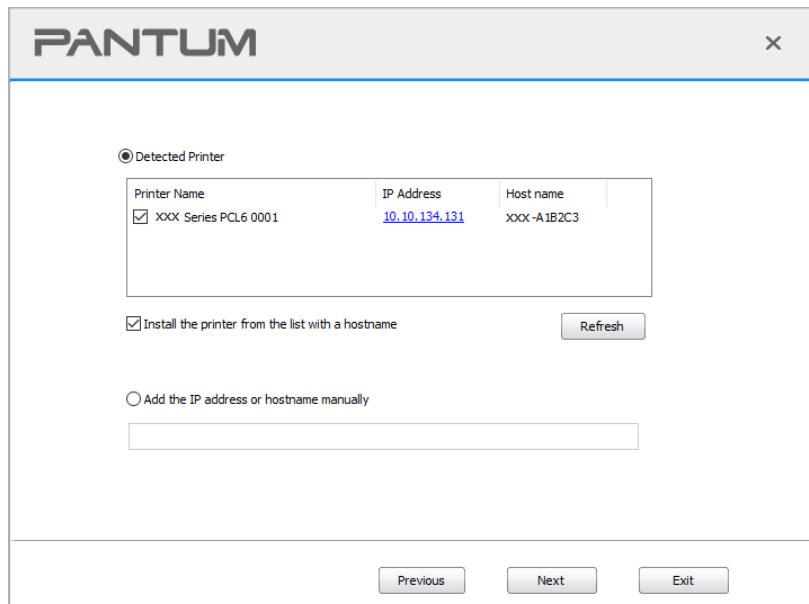 PANTUM
Detected Printer
Printer Name IP Address Host name
XXX Series PCL6 0001 10.10.134.131 XXX-A1B2C3
Install the printer from the list with a hostname
Refresh
Add the IP address or hostname manually
Previous Next Exit